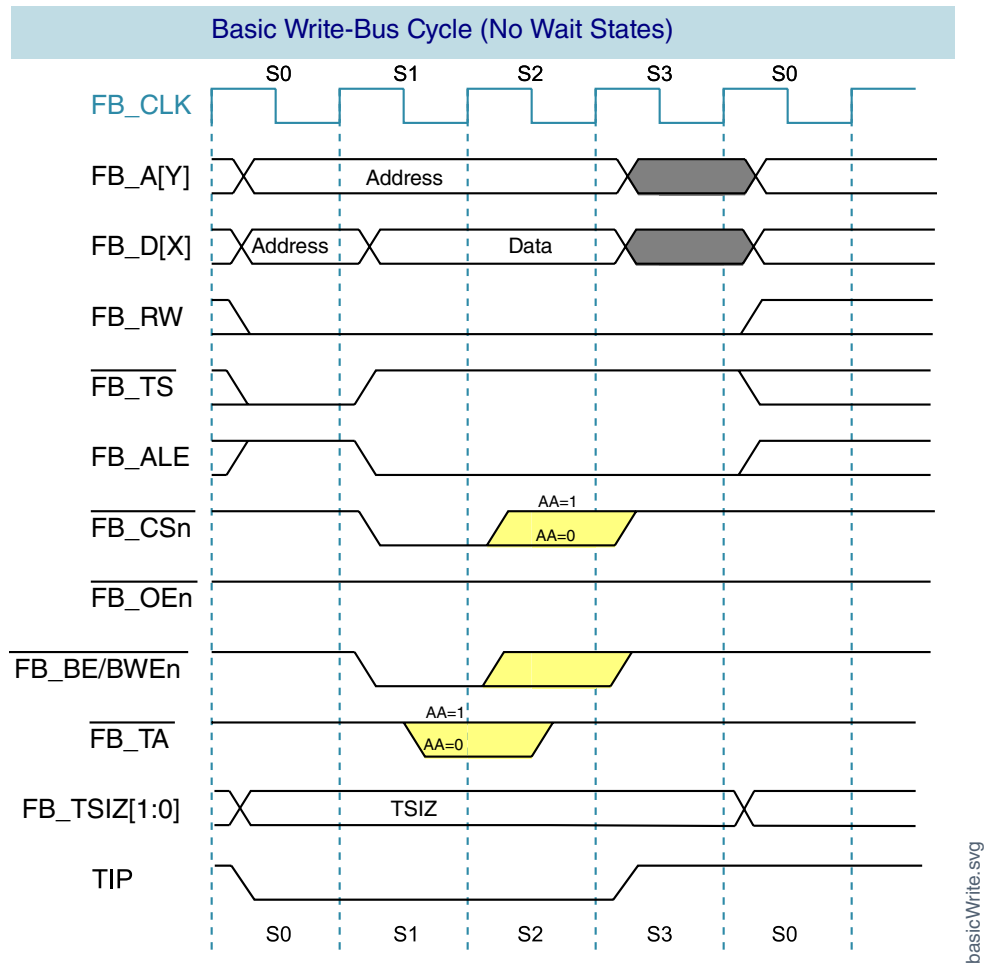 Basic Write-Bus Cycle (No Wait States)
S0 S1 S2 S3 S0
FB_CLK
FB_A[Y] Address
FB_D[X] Address Data
FB_RW
FB_TS
FB_ALE
AA=1
FB_CSn AA=0
FB_OEn
FB_BE/BWEn
AA=1
FB_TA AA=0
FB_TSIZ[1:0] TSIZ
TIP
S0 S1 S2 S3 S0
basicWrite.svg